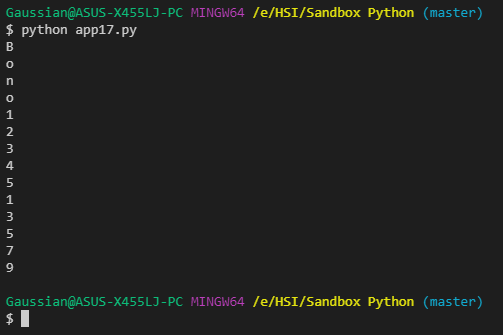 Gaussian@ASUS-X455LJ-PC MINGW64 /e/HSI/Sandbox Python (master)
$ python app17.py
B
o
n
o
1
2
3
4
5
1
3
5
7
9
Gaussian@ASUS-X455LJ-PC MINGW64 /e/HSI/Sandbox Python (master)
$